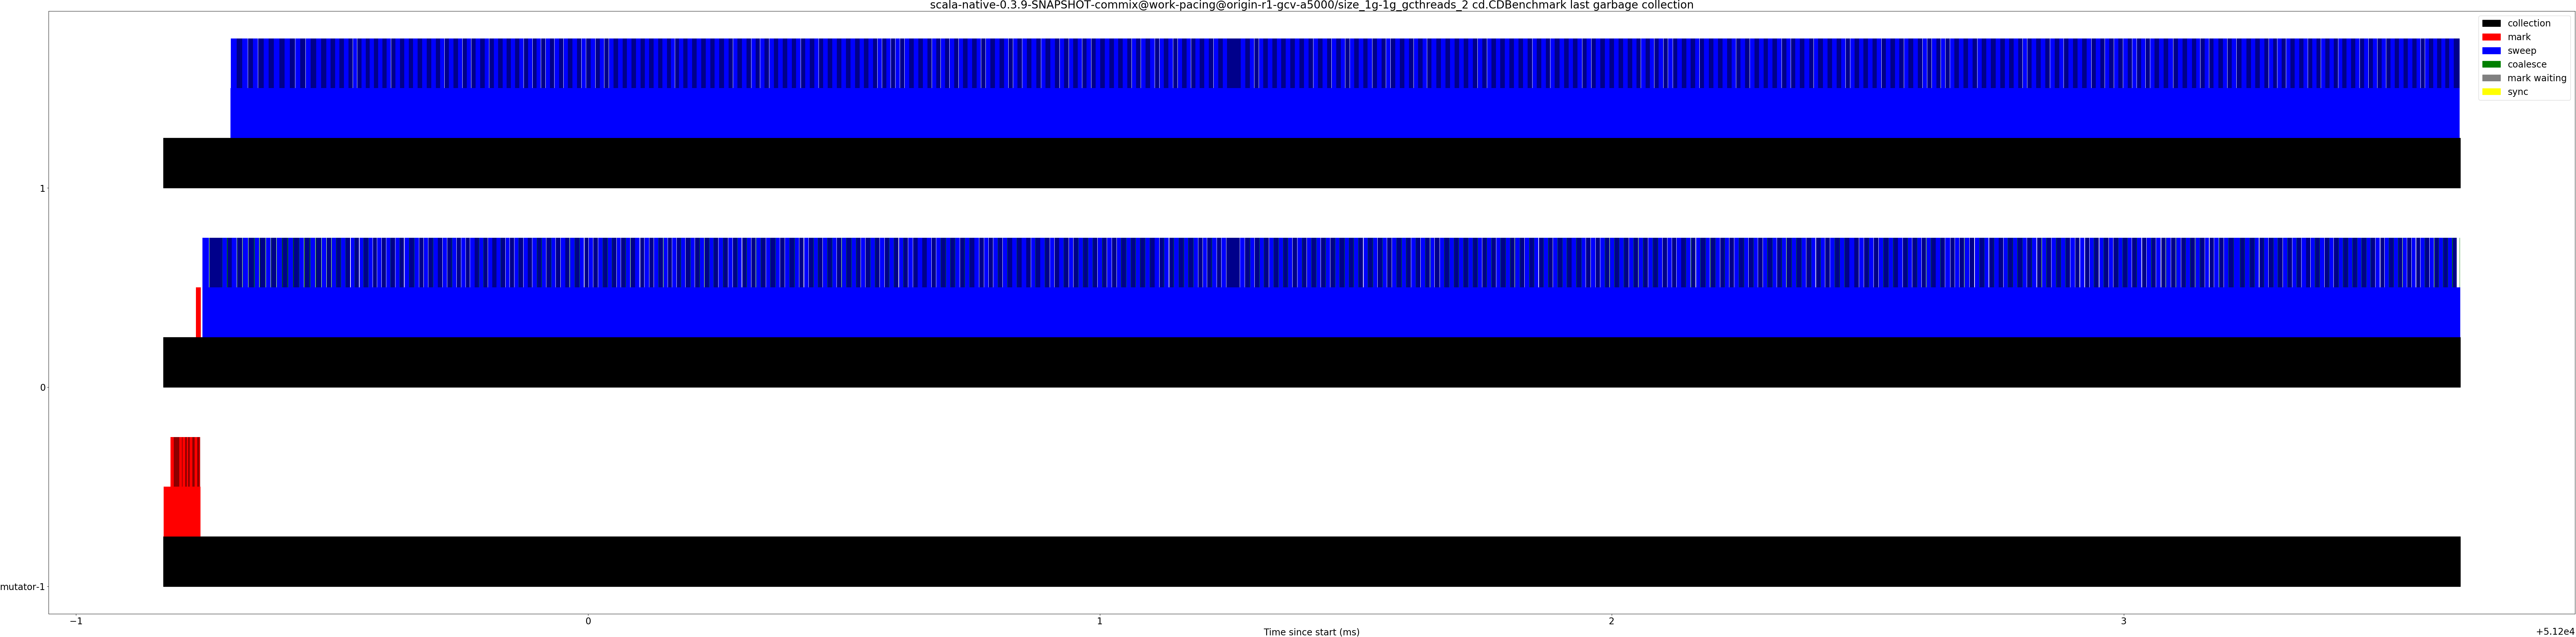 scala-native-0.3.9-SNAPSHOT-commix@work-pacing@origin-r1-gcv-a5000/size_1g-1g_gcthreads_2 cd.CDBenchmark last garbage collection
collection
mark
sweep
coalesce
mark waiting
sync
1
0
mutator-1
−1 0 1 2 3
Time since start (ms)
+5.12e4